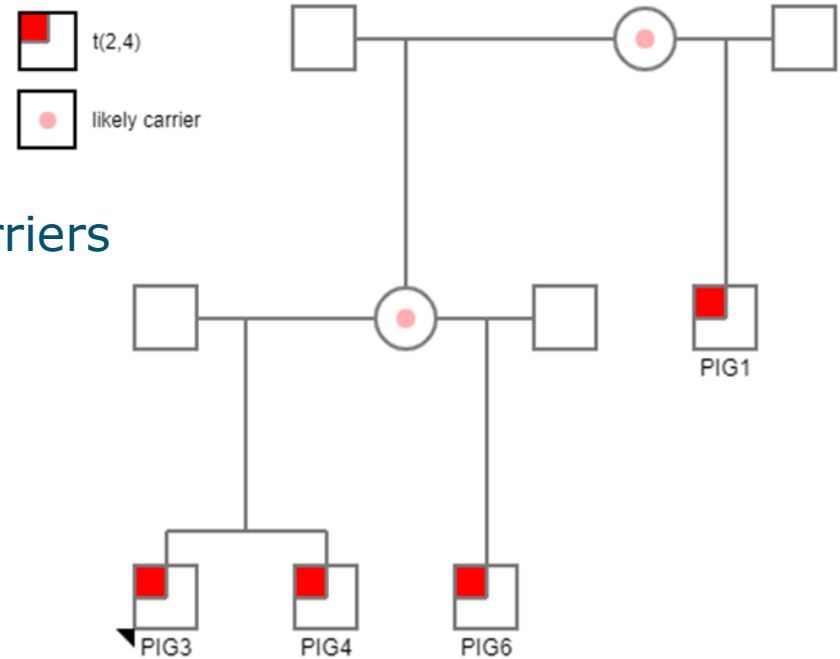 t(2,4)
likely carrier
rriers
PIG1
PIG3
PIG4
PIG6